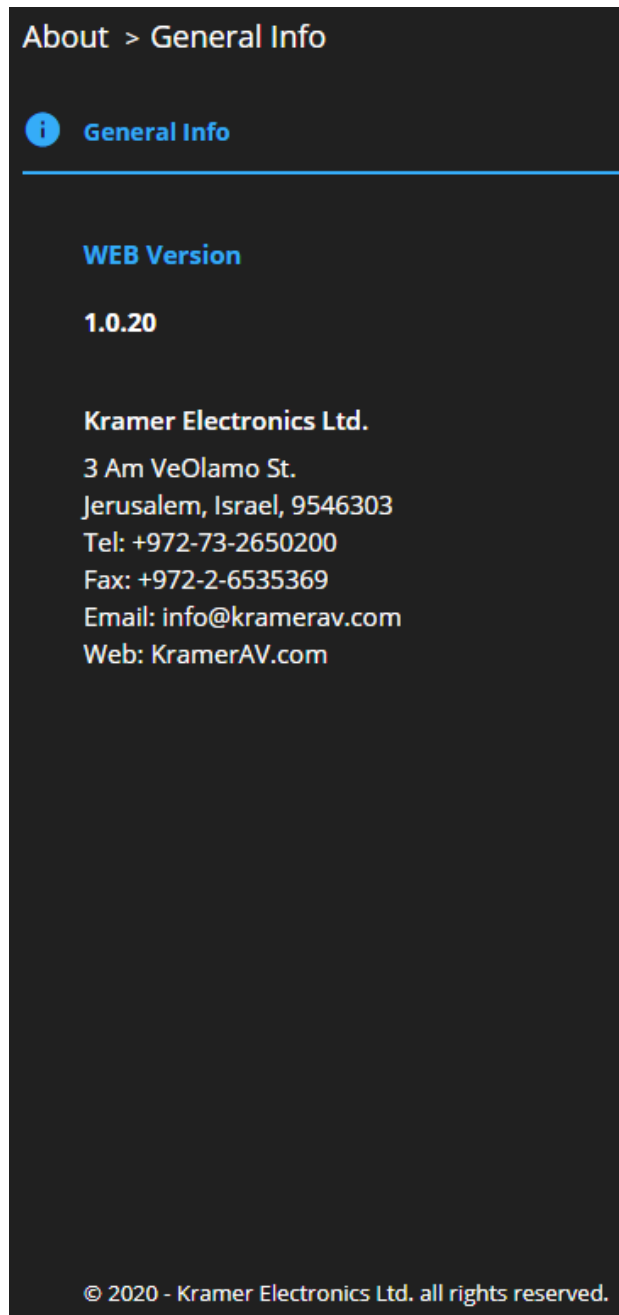 About > General Info
General Info
WEB Version
1.0.20
Kramer Electronics Ltd.
3 Am VeOlamo St.
Jerusalem, Israel, 9546303
Tel: +972-73-2650200
Fax: +972-2-6535369
Email: info@kramerav.com
Web: KramerAV.com
© 2020 - Kramer Electronics Ltd. all rights reserved.